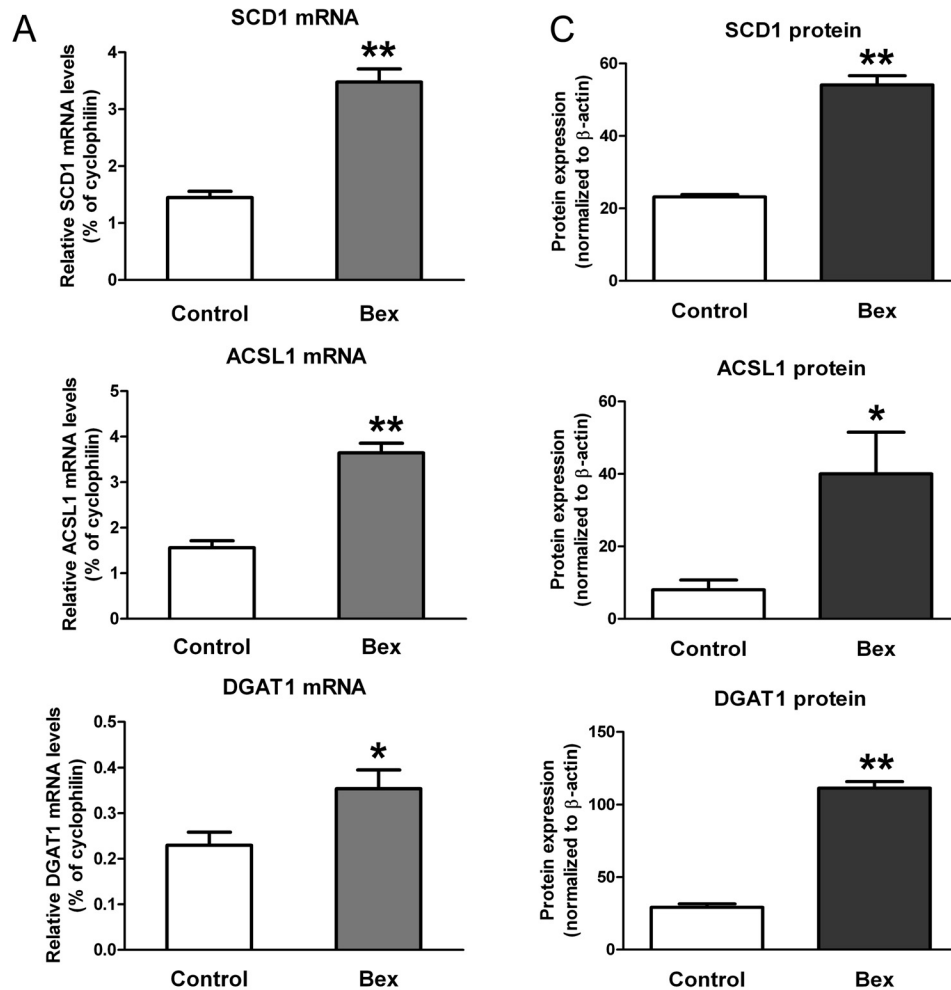 A
SCD1 mRNA
Relative SCD1 mRNA levels
(% of cyclophilin)
4
3
2
1
0
**
Control
Bex
ACSL1 mRNA
Relative ACSL1 mRNA levels
(% of cyclophilin)
5
4
3
2
1
0
**
Control
Bex
DGAT1 mRNA
Relative DGAT1 mRNA levels
(% of cyclophilin)
0.5
0.4
0.3
0.2
0.1
0.0
*
Control
Bex
C
SCD1 protein
Protein expression
(normalized to β-actin)
60
40
20
0
**
Control
Bex
ACSL1 protein
Protein expression
(normalized to β-actin)
60
40
20
0
*
Control
Bex
DGAT1 protein
Protein expression
(normalized to β-actin)
150
100
50
0
**
Control
Bex